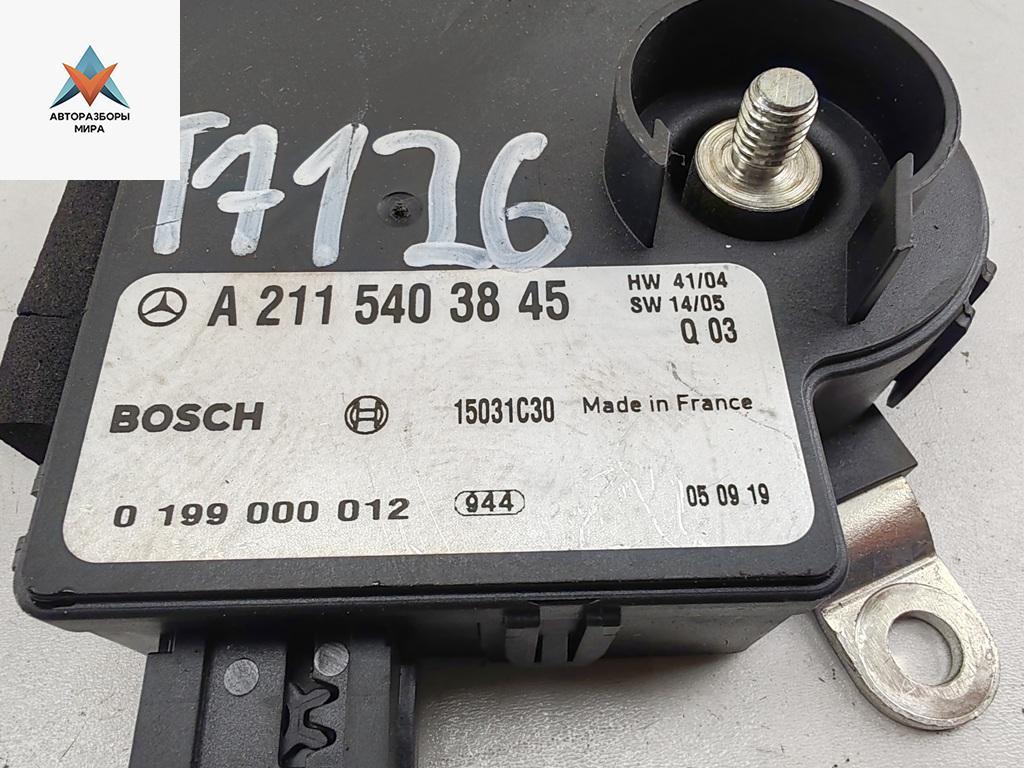 АВТОРАЗБОРЫ
МИРА
T7126
A 211 540 38 45
HW 41/04
SW 14/05
Q 03
BOSCH
15031C30 Made in France
0 199 000 012
944
05 09 19